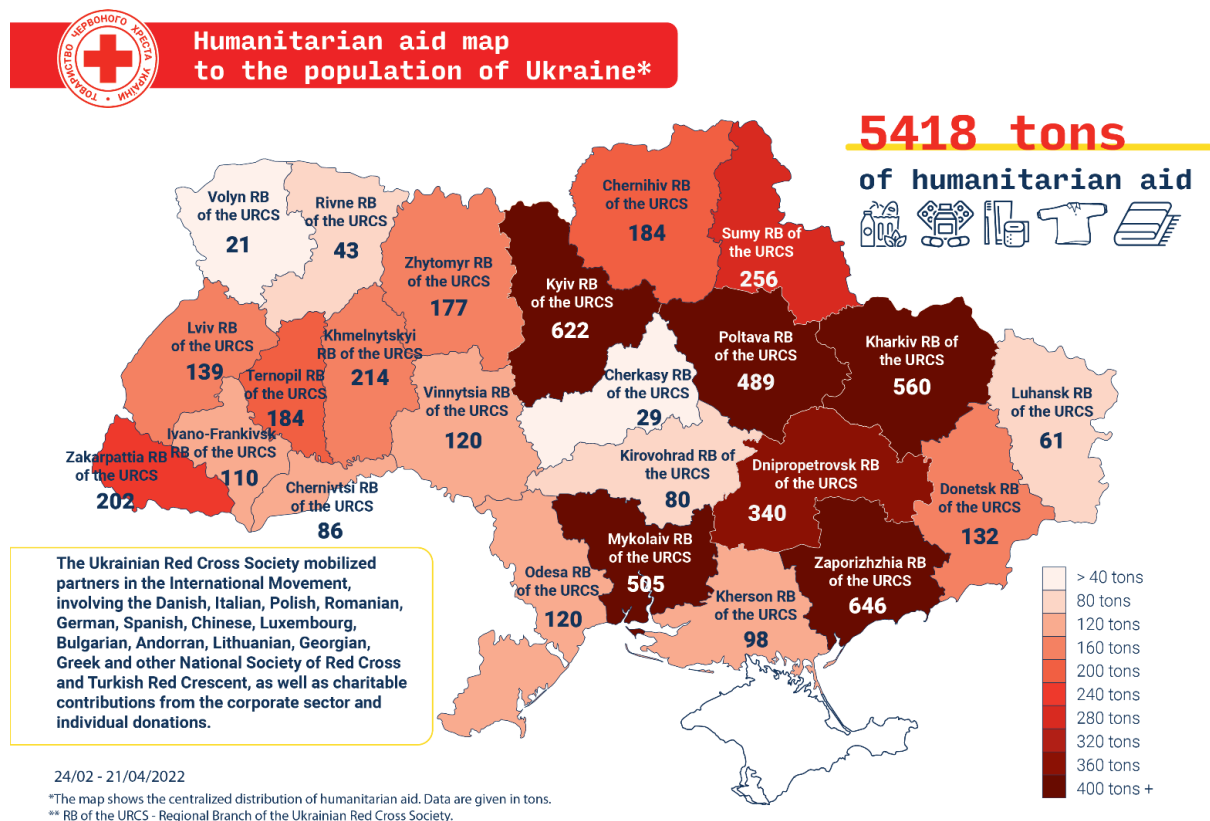 ТОВАРИСТВО ЧЕРВОНОГО ХРЕСТА УКРАЇНИ
Humanitarian aid map
to the population of Ukraine*
5418 tons
of humanitarian aid
Volyn RB
of the URCS
21
Rivne RB
of the URCS
43
Zhytomyr RB
of the URCS
177
Kyiv RB
of the URCS
622
Chernihiv RB
of the URCS
184
Sumy RB of
the URCS
256
Lviv RB
of the URCS
139
Ternopil RB
of the URCS
184
Khmelnytskyi
RB of the URCS
214
Vinnytsia RB
of the URCS
120
Cherkasy RB
of the URCS
29
Poltava RB
of the URCS
489
Kharkiv RB of
the URCS
560
Luhansk RB
of the URCS
61
Zakarpattia RB
of the URCS
202
Ivano-Frankivsk
RB of the URCS
110
Chernivtsi RB
of the URCS
86
Kirovohrad RB of
the URCS
80
Dnipropetrovsk RB
of the URCS
340
Donetsk RB
of the URCS
132
Odesa RB
of the URCS
120
Mykolaiv RB
of the URCS
505
Kherson RB
of the URCS
98
Zaporizhzhia RB
of the URCS
646
The Ukrainian Red Cross Society mobilized
partners in the International Movement,
involving the Danish, Italian, Polish, Romanian,
German, Spanish, Chinese, Luxembourg,
Bulgarian, Andorran, Lithuanian, Georgian,
Greek and other National Society of Red Cross
and Turkish Red Crescent, as well as charitable
contributions from the corporate sector and
individual donations.
> 40 tons
80 tons
120 tons
160 tons
200 tons
240 tons
280 tons
320 tons
360 tons
400 tons +
24/02 - 21/04/2022
*The map shows the centralized distribution of humanitarian aid. Data are given in tons.
** RB of the URCS - Regional Branch of the Ukrainian Red Cross Society.